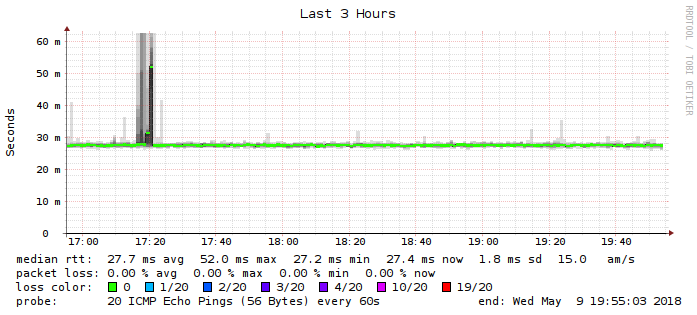 Last 3 Hours
RRDTOOL / TOBI OETIKER
Seconds
60 m
50 m
40 m
30 m
20 m
10 m
0
17:00 17:20 17:40 18:00 18:20 18:40 19:00 19:20 19:40
median rtt: 27.7 ms avg 52.0 ms max 27.2 ms min 27.4 ms now 1.8 ms sd 15.0 am/s
packet loss: 0.00 % avg 0.00 % max 0.00 % min 0.00 % now
loss color: 0 1/20 2/20 3/20 4/20 10/20 19/20
probe: 20 ICMP Echo Pings (56 Bytes) every 60s end: Wed May 9 19:55:03 2018